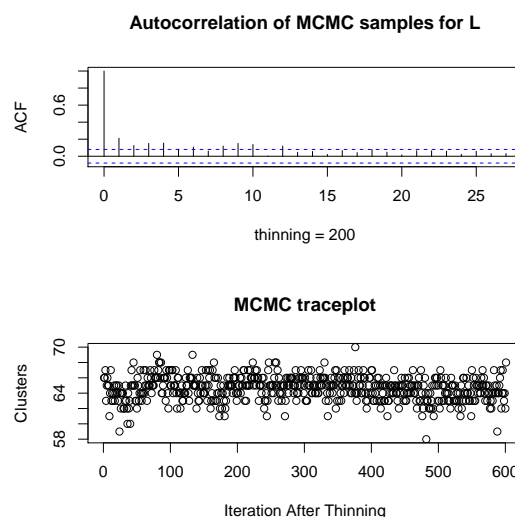 Autocorrelation of MCMC samples for L
ACF
0.6
0.0
0 5 10 15 20 25
thinning = 200
MCMC traceplot
Clusters
70
64
58
0 100 200 300 400 500 600
Iteration After Thinning